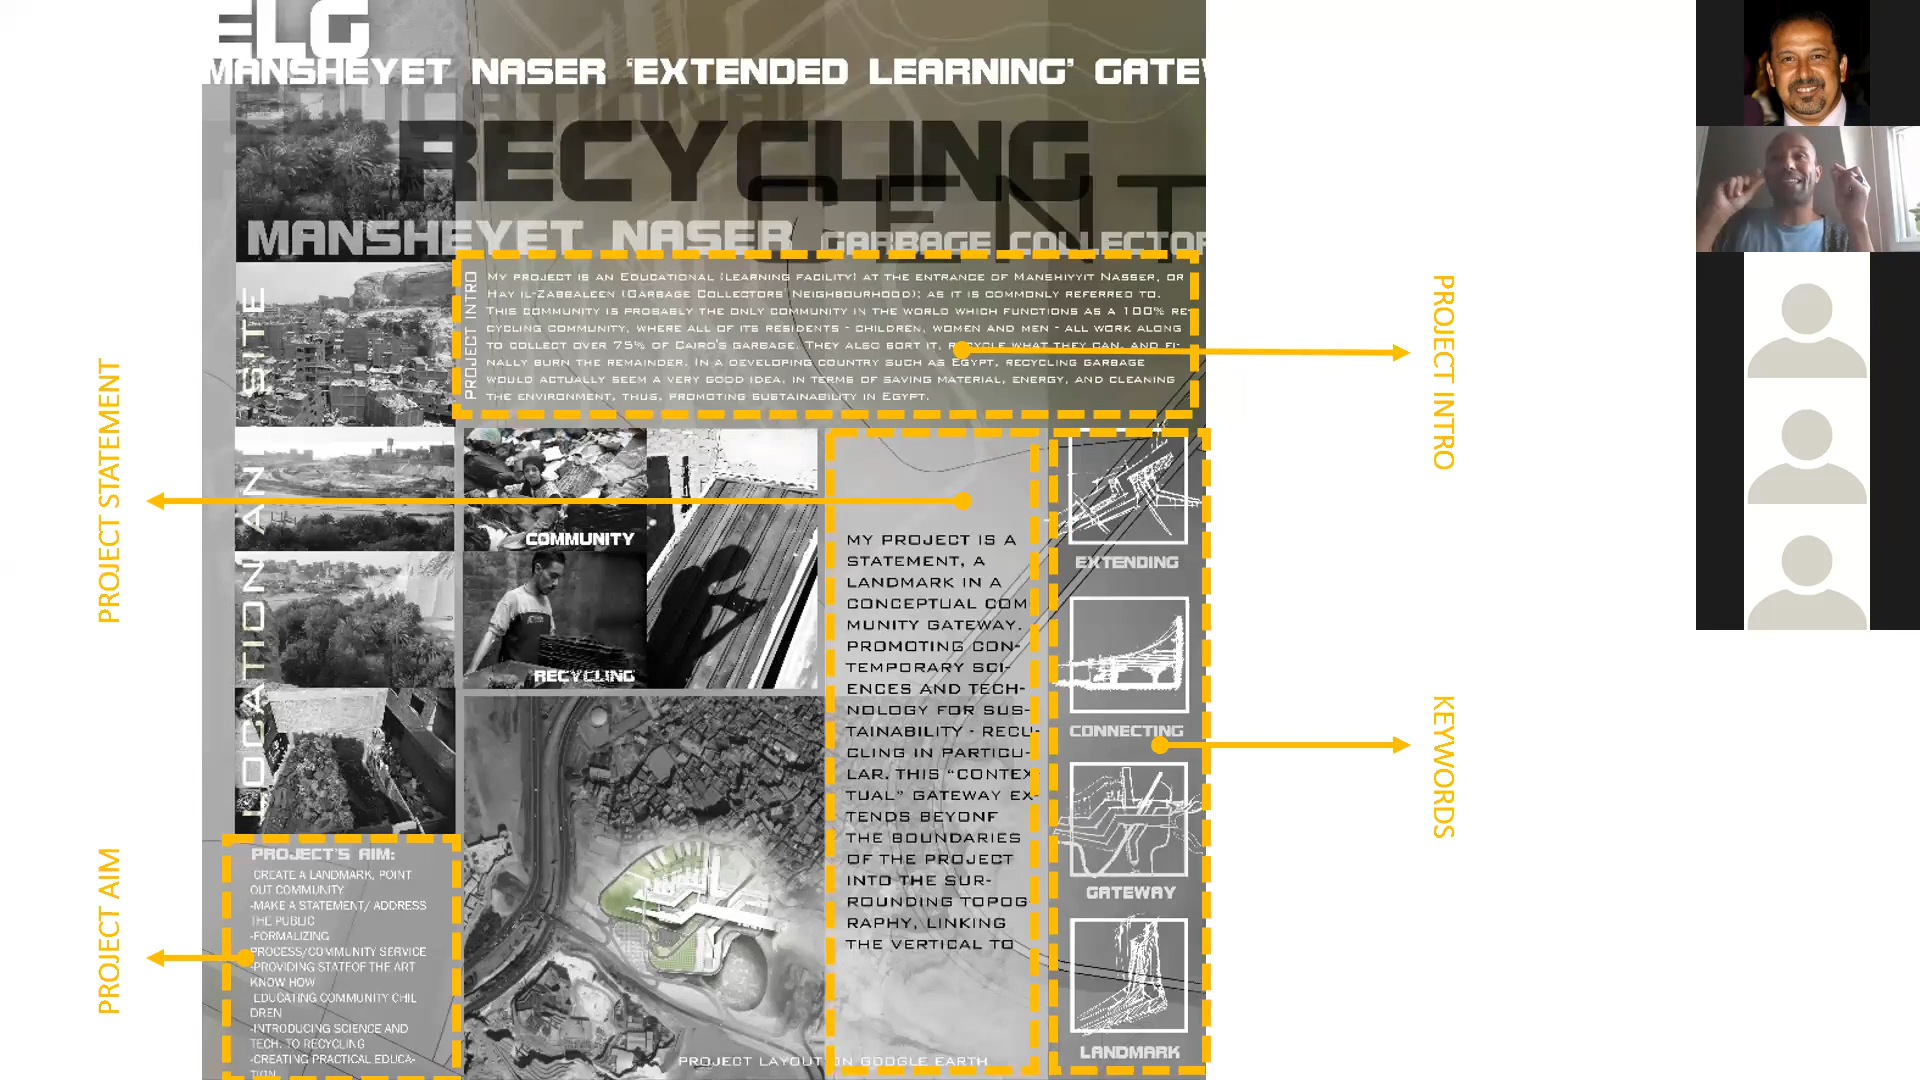 ELG
MANSHEYET NASER 'EXTENDED LEARNING' GATEW
EDUCATIONAL
RECYCLING
CENT
MANSHEYET NASER GARBAGE COLLECTOR
LOCATION AN SITE
PROJECT INTRO
MY PROJECT IS AN EDUCATIONAL (LEARNING FACILITY) AT THE ENTRANCE OF MANSHIYYIT NASSER, OR
HAY IL-ZABBALEEN (GARBAGE COLLECTORS NEIGHBOURHOOD); AS IT IS COMMONLY REFERRED TO.
THIS COMMUNITY IS PROBABLY THE ONLY COMMUNITY IN THE WORLD WHICH FUNCTIONS AS A 100% RE-
CYCLING COMMUNITY, WHERE ALL OF ITS RESIDENTS - CHILDREN, WOMEN AND MEN - ALL WORK ALONG
TO COLLECT OVER 75% OF CAIRO'S GARBAGE. THEY ALSO SORT IT, RECYCLE WHAT THEY CAN, AND FI-
NALLY BURN THE REMAINDER. IN A DEVELOPING COUNTRY SUCH AS EGYPT, RECYCLING GARBAGE
WOULD ACTUALLY SEEM A VERY GOOD IDEA, IN TERMS OF SAVING MATERIAL, ENERGY, AND CLEANING
THE ENVIRONMENT, THUS, PROMOTING SUSTAINABILITY IN EGYPT.
PROJECT INTRO
PROJECT STATEMENT
COMMUNITY
RECYCLING
MY PROJECT IS A
STATEMENT, A
LANDMARK IN A
CONCEPTUAL COM-
MUNITY GATEWAY.
PROMOTING CON-
TEMPORARY SCI-
ENCES AND TECH-
NOLOGY FOR SUS-
TAINABILITY - RECU-
CLING IN PARTICU-
LAR. THIS "CONTEX-
TUAL" GATEWAY EX-
TENDS BEYONF
THE BOUNDARIES
OF THE PROJECT
INTO THE SUR-
ROUNDING TOPOG
RAPHY, LINKING
THE VERTICAL TO
EXTENDING
CONNECTING
GATEWAY
LANDMARK
KEYWORDS
PROJECT AIM
PROJECT'S AIM:
CREATE A LANDMARK, POINT
OUT COMMUNITY
-MAKE A STATEMENT/ ADDRESS
THE PUBLIC
-FORMALIZING
PROCESS/COMMUNITY SERVICE
-PROVIDING STATEOF THE ART
KNOW HOW
EDUCATING COMMUNITY CHIL
DREN
-INTRODUCING SCIENCE AND
TECH. TO RECYCLING
-CREATING PRACTICAL EDUCA-
TION
PROJECT LAYOUT ON GOOGLE EARTH